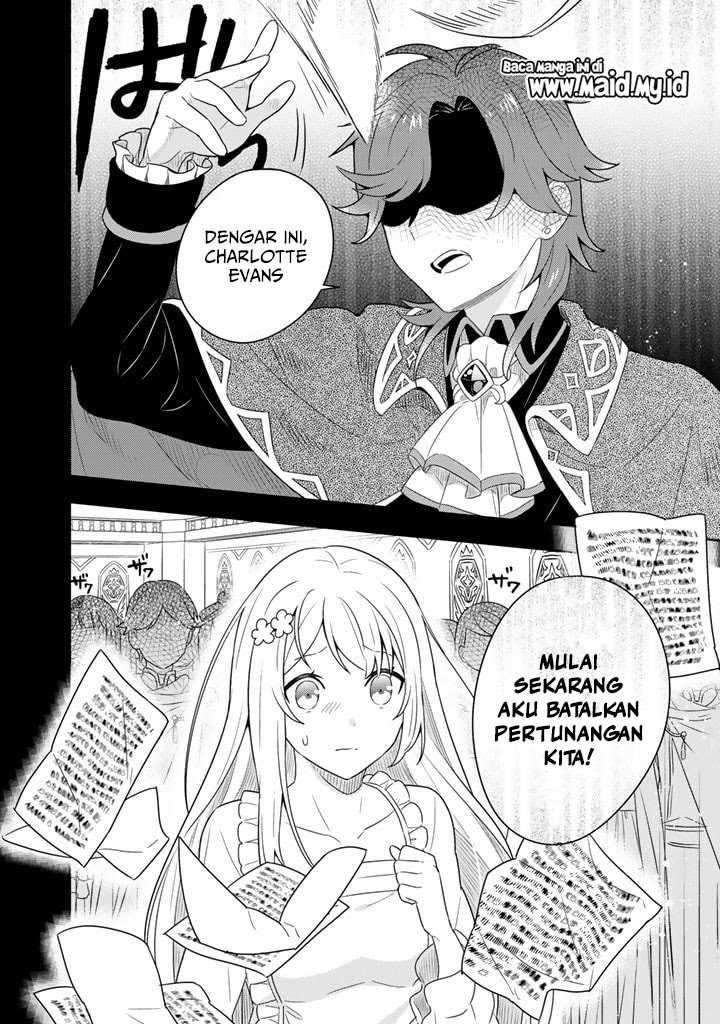 ばっ
Baca Manga ini di
www.Maid.my.id
DENGAR INI,
CHARLOTTE
EVANS
ザワ
ザワ
MULAI
SEKARANG
AKU BATALKAN
PERTUNANGAN
KITA!